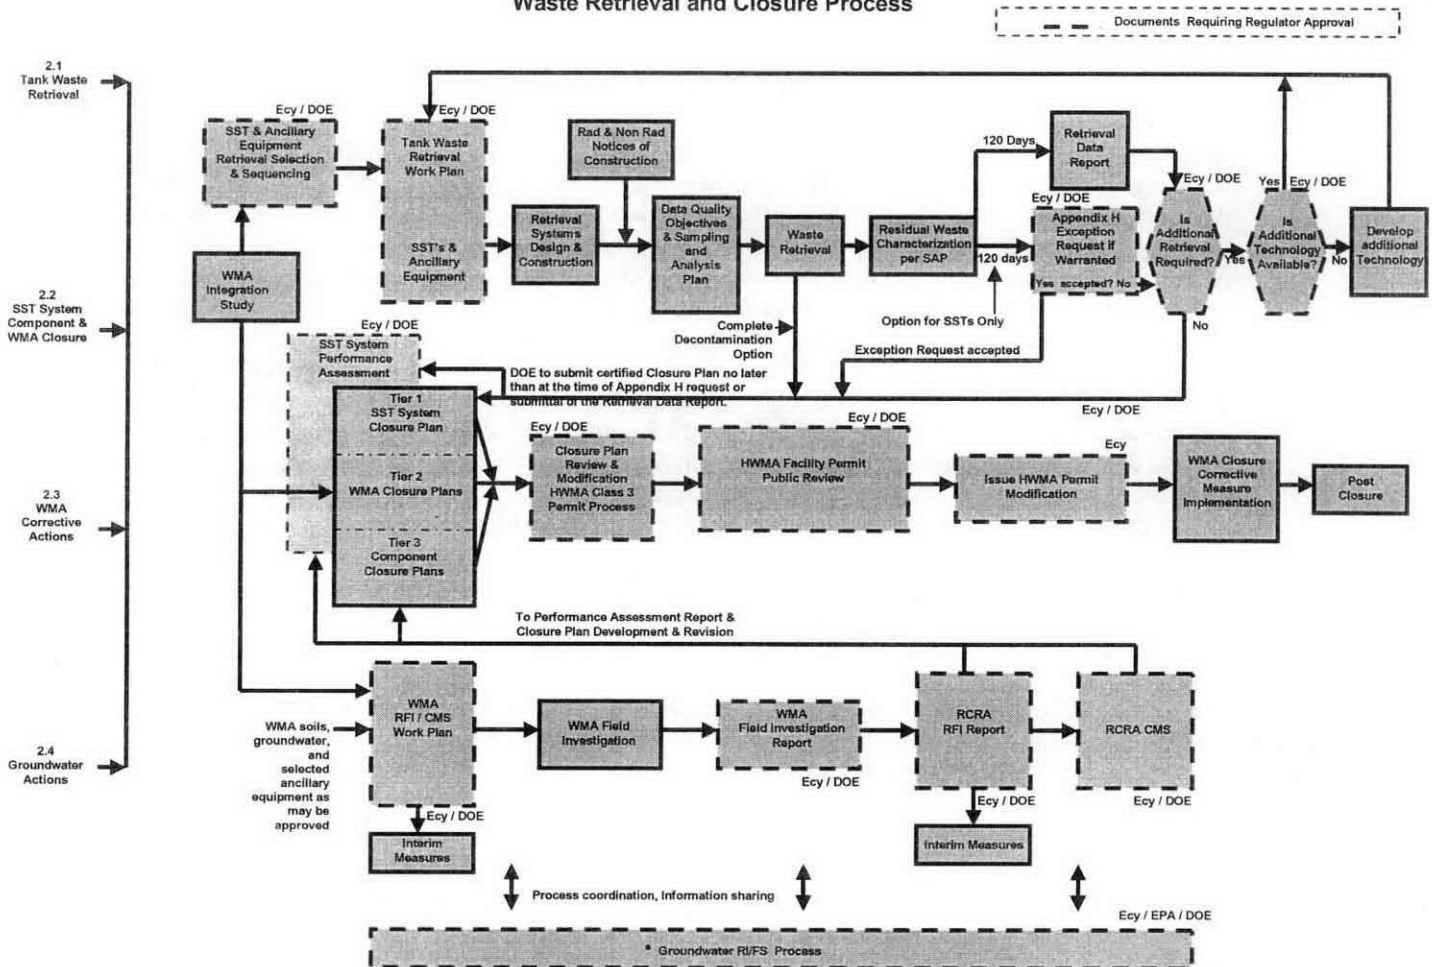 Waste Retrieval and Closure Process
Documents Requiring Regulator Approval
2.1
Tank Waste
Retrieval
2.2
SST System
Component &
WMA Closure
2.3
WMA
Corrective
Actions
2.4
Groundwater
Actions
Ecy / DOE
SST & Ancillary
Equipment
Retrieval Selection
& Sequencing
WMA
Integration
Study
Ecy / DOE
Tank Waste
Retrieval
Work Plan
SST's &
Ancillary
Equipment
Rad & Non Rad
Notices of
Construction
Retrieval
Systems
Design &
Construction
Data Quality
Objectives
& Sampling
and
Analysis
Plan
Waste
Retrieval
Residual Waste
Characterization
per SAP
120 Days
Retrieval
Data
Report
120 days
Option for SSTs Only
Ecy / DOE
Appendix H
Exception
Request if
Warranted
Yes accepted? No
Ecy / DOE
Is
Additional
Retrieval
Required?
Yes
No
Yes
Ecy / DOE
Is
Additional
Technology
Available?
No
Develop
additional
Technology
Complete
Decontamination
Option
Exception Request accepted
DOE to submit certified Closure Plan no later
than at the time of Appendix H request or
submittal of the Retrieval Data Report.
Ecy / DOE
SST System
Performance
Assessment
Tier 1
SST System
Closure Plan
Tier 2
WMA Closure Plans
Tier 3
Component
Closure Plans
Ecy / DOE
Closure Plan
Review &
Modification
HWMA Class 3
Permit Process
Ecy / DOE
HWMA Facility Permit
Public Review
Ecy / DOE
Ecy
Issue HWMA Permit
Modification
WMA Closure
Corrective
Measure
Implementation
Post
Closure
To Performance Assessment Report &
Closure Plan Development & Revision
WMA soils,
groundwater,
and
selected
ancillary
equipment as
may be
approved
WMA
RFI / CMS
Work Plan
Ecy / DOE
Interim
Measures
WMA Field
Investigation
WMA
Field Investigation
Report
Ecy / DOE
RCRA
RFI Report
Ecy / DOE
Interim Measures
RCRA CMS
Ecy / DOE
Process coordination, Information sharing
Ecy / EPA / DOE
* Groundwater RI/FS Process